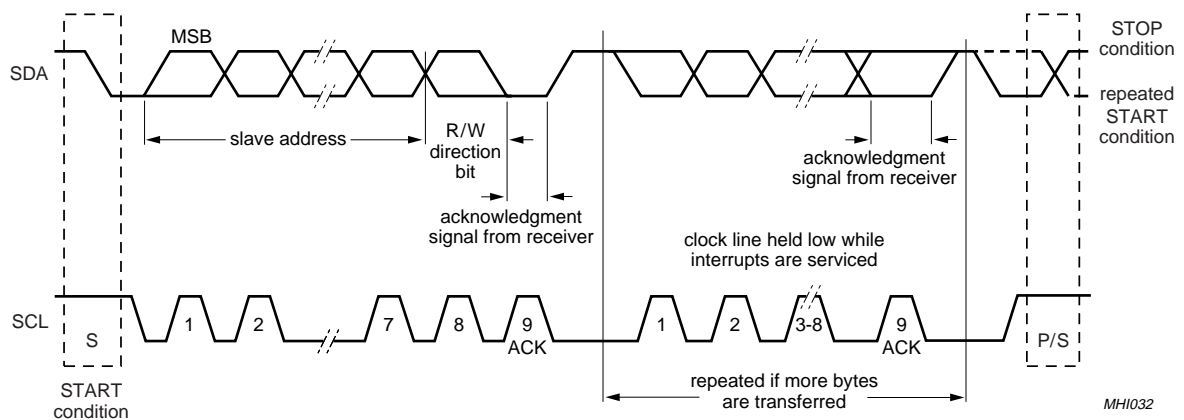 MSB
STOP
condition
SDA
repeated
START
condition
slave address
R/W
direction
bit
acknowledgment
signal from receiver
acknowledgment
signal from receiver
clock line held low while
interrupts are serviced
SCL
S
1
2
7
8
9
ACK
1
2
3-8
9
ACK
P/S
START
condition
repeated if more bytes
are transferred
MHI032